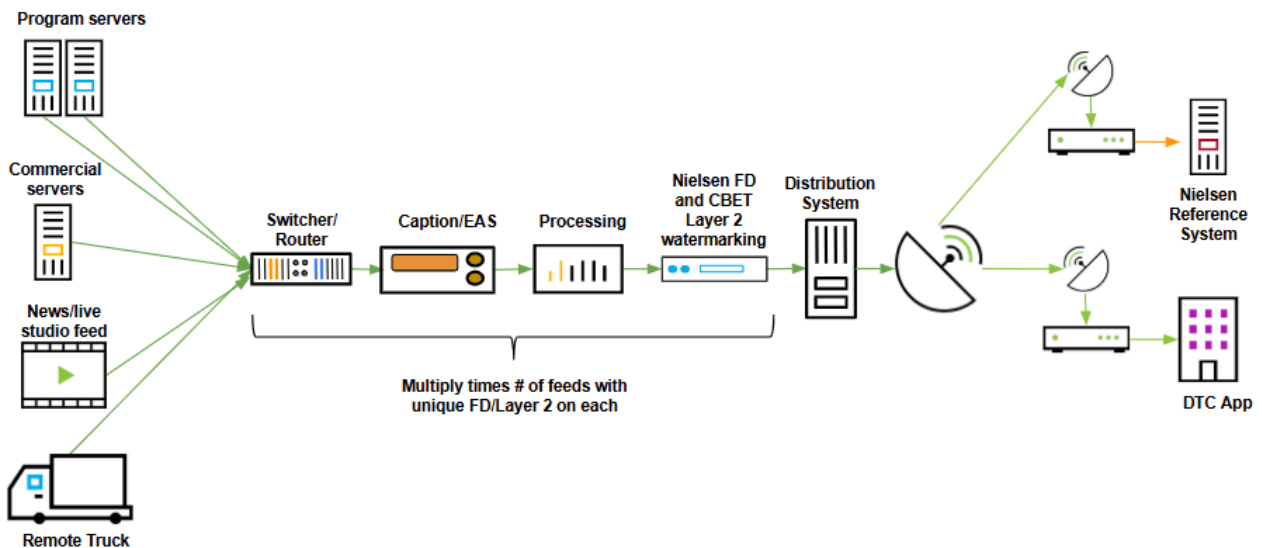 Program servers
Commercial
servers
News/live
studio feed
Remote Truck
Switcher/
Router
Caption/EAS
Processing
Nielsen FD
and CBET
Layer 2
watermarking
Distribution
System
Multiply times # of feeds with
unique FD/Layer 2 on each
Nielsen
Reference
System
DTC App